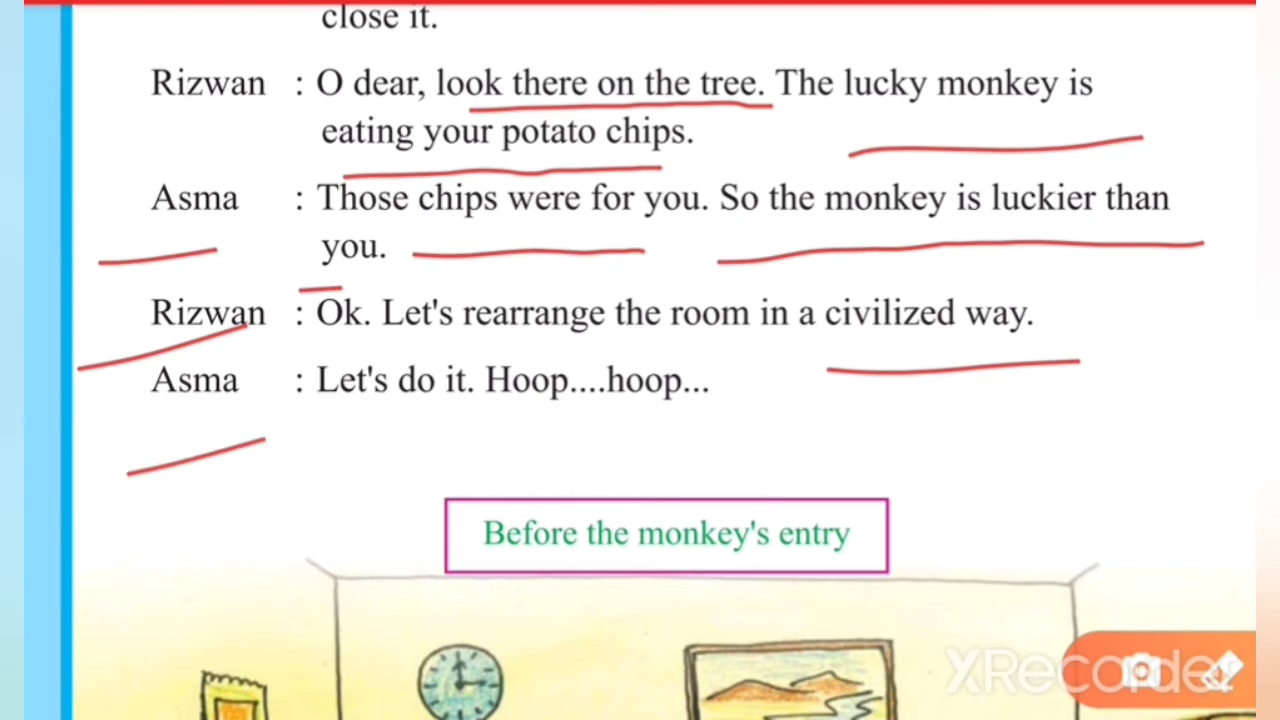 close it.
Rizwan : O dear, look there on the tree. The lucky monkey is
eating your potato chips.
Asma : Those chips were for you. So the monkey is luckier than
you.
Rizwan : Ok. Let's rearrange the room in a civilized way.
Asma : Let's do it. Hoop....hoop...
Before the monkey's entry
XRecorder